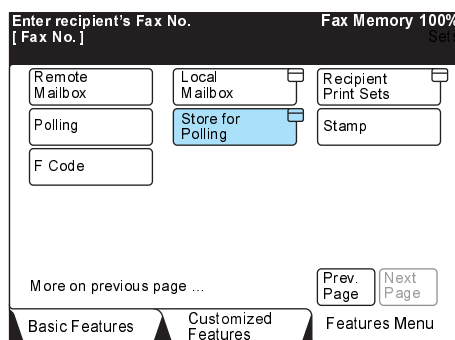 Enter recipient's Fax No. Fax Memory 100%
[ Fax No. ] Sets
Remote Mailbox
Local Mailbox
Recipient Print Sets
Polling
Store for Polling
Stamp
F Code
More on previous page ...
Prev. Page
Next Page
Basic Features
Customized Features
Features Menu